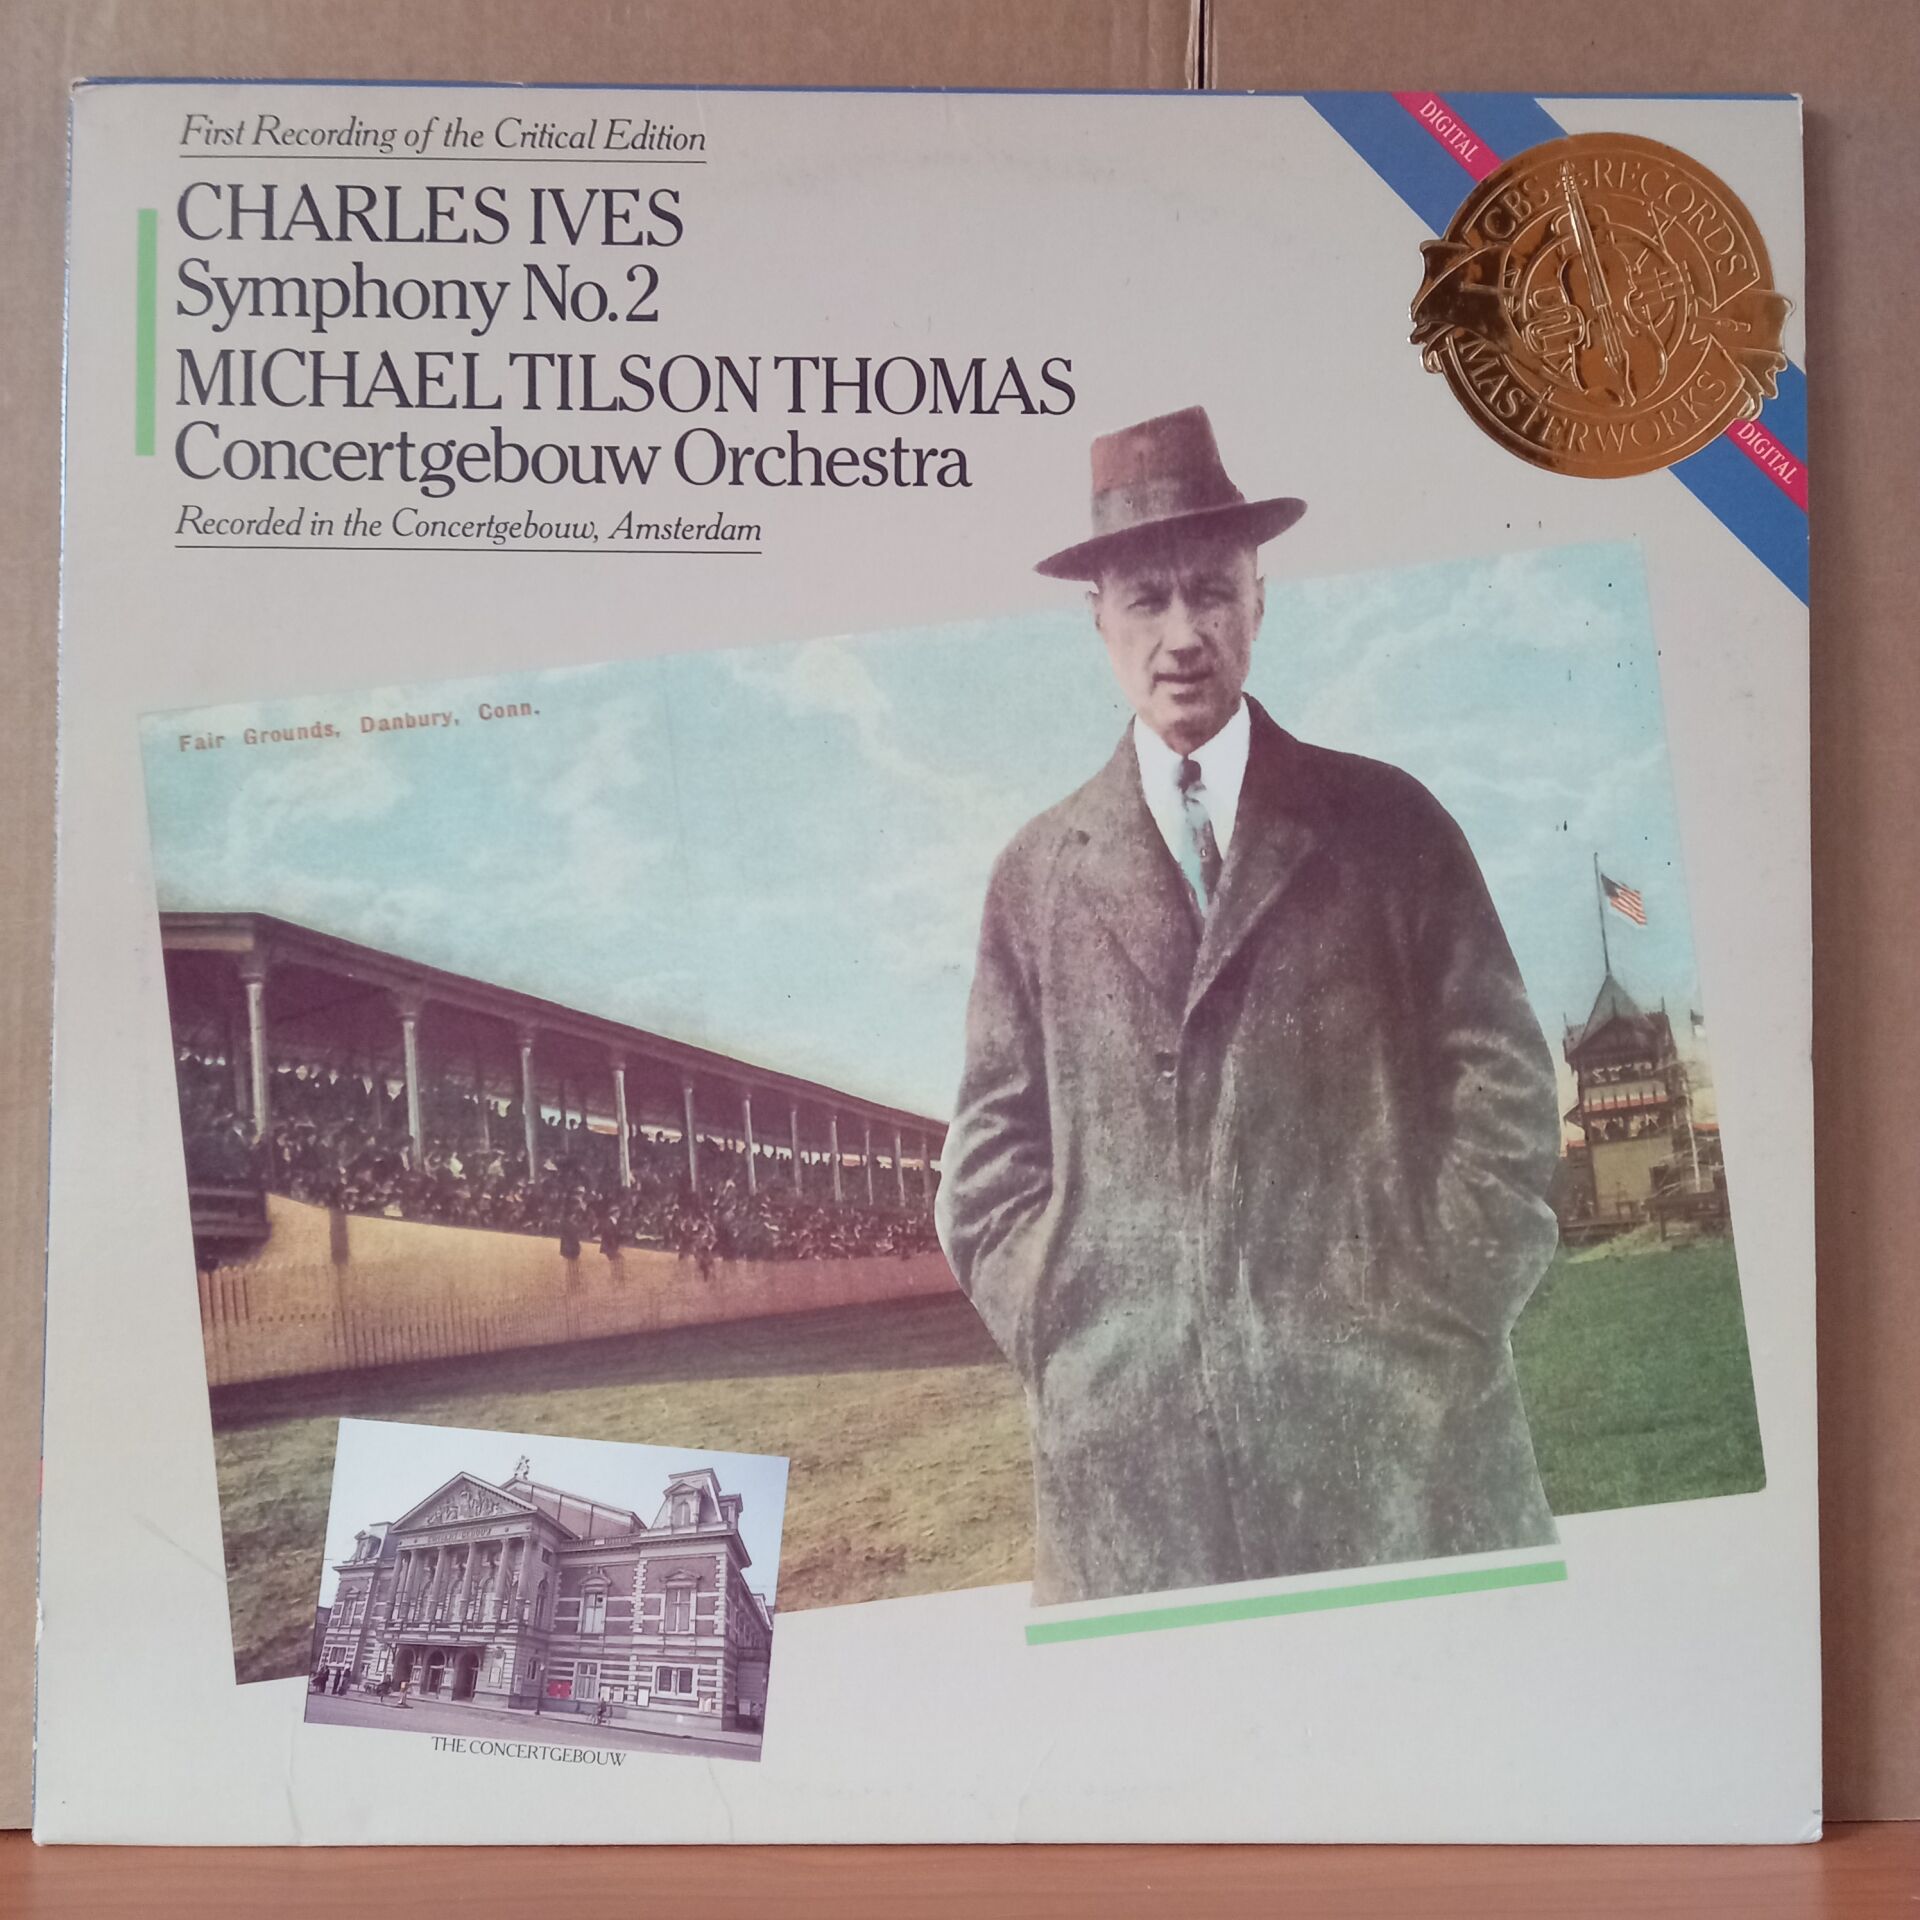 First Recording of the Critical Edition
CHARLES IVES
Symphony No.2
MICHAEL TILSON THOMAS
Concertgebouw Orchestra
Recorded in the Concertgebouw, Amsterdam
DIGITAL
CBS RECORDS
MASTERWORKS
DIGITAL
Fair Grounds, Danbury, Conn.
THE CONCERTGEBOUW